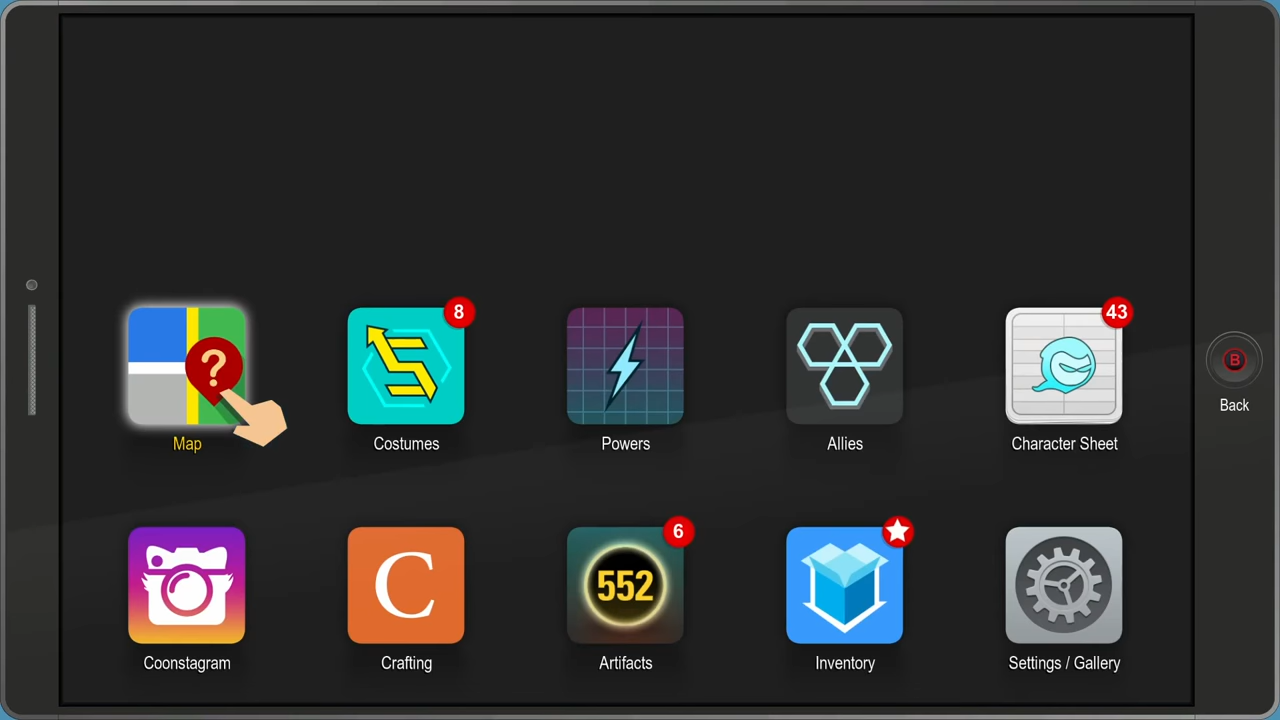 8
43
?
B
Map
Costumes
Powers
Allies
Character Sheet
Back
6
C
552
Coonstagram
Crafting
Artifacts
Inventory
Settings / Gallery